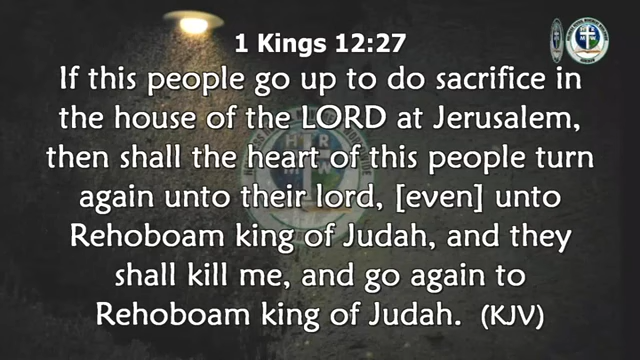 1 Kings 12:27
If this people go up to do sacrifice in
the house of the LORD at Jerusalem,
then shall the heart of this people turn
again unto their lord, [even] unto
Rehoboam king of Judah, and they
shall kill me, and go again to
Rehoboam king of Judah. (KJV)